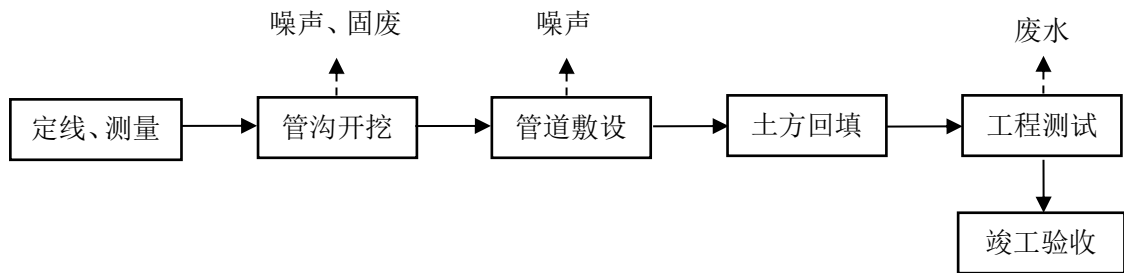 噪声、固废
噪声
废水
定线、测量
管沟开挖
管道敷设
土方回填
工程测试
竣工验收